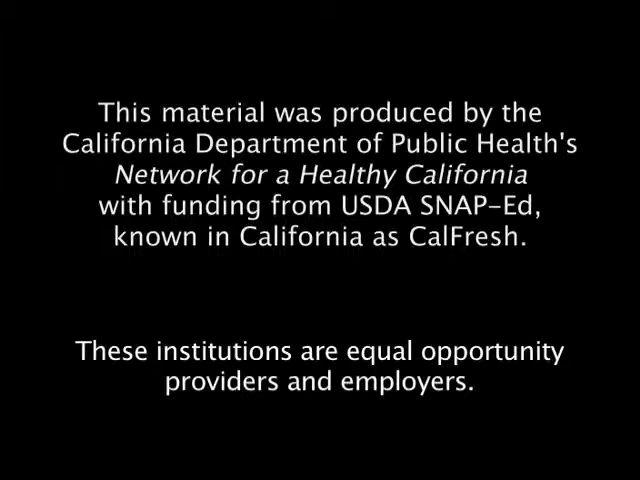 This material was produced by the
California Department of Public Health's
Network for a Healthy California
with funding from USDA SNAP-Ed,
known in California as CalFresh.
These institutions are equal opportunity
providers and employers.